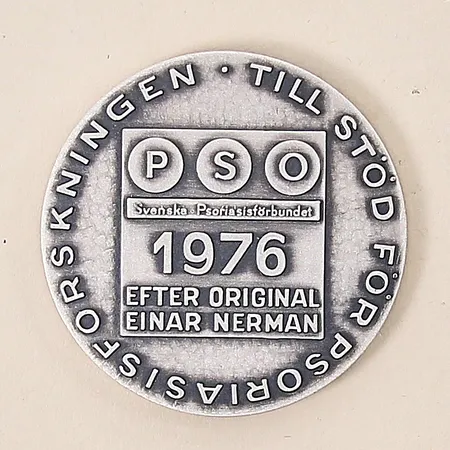 TILL STÖD FÖR PSORIASISFORSKNINGEN ·
PSO
Svenska Psoriasisförbundet
1976
EFTER ORIGINAL
EINAR NERMAN